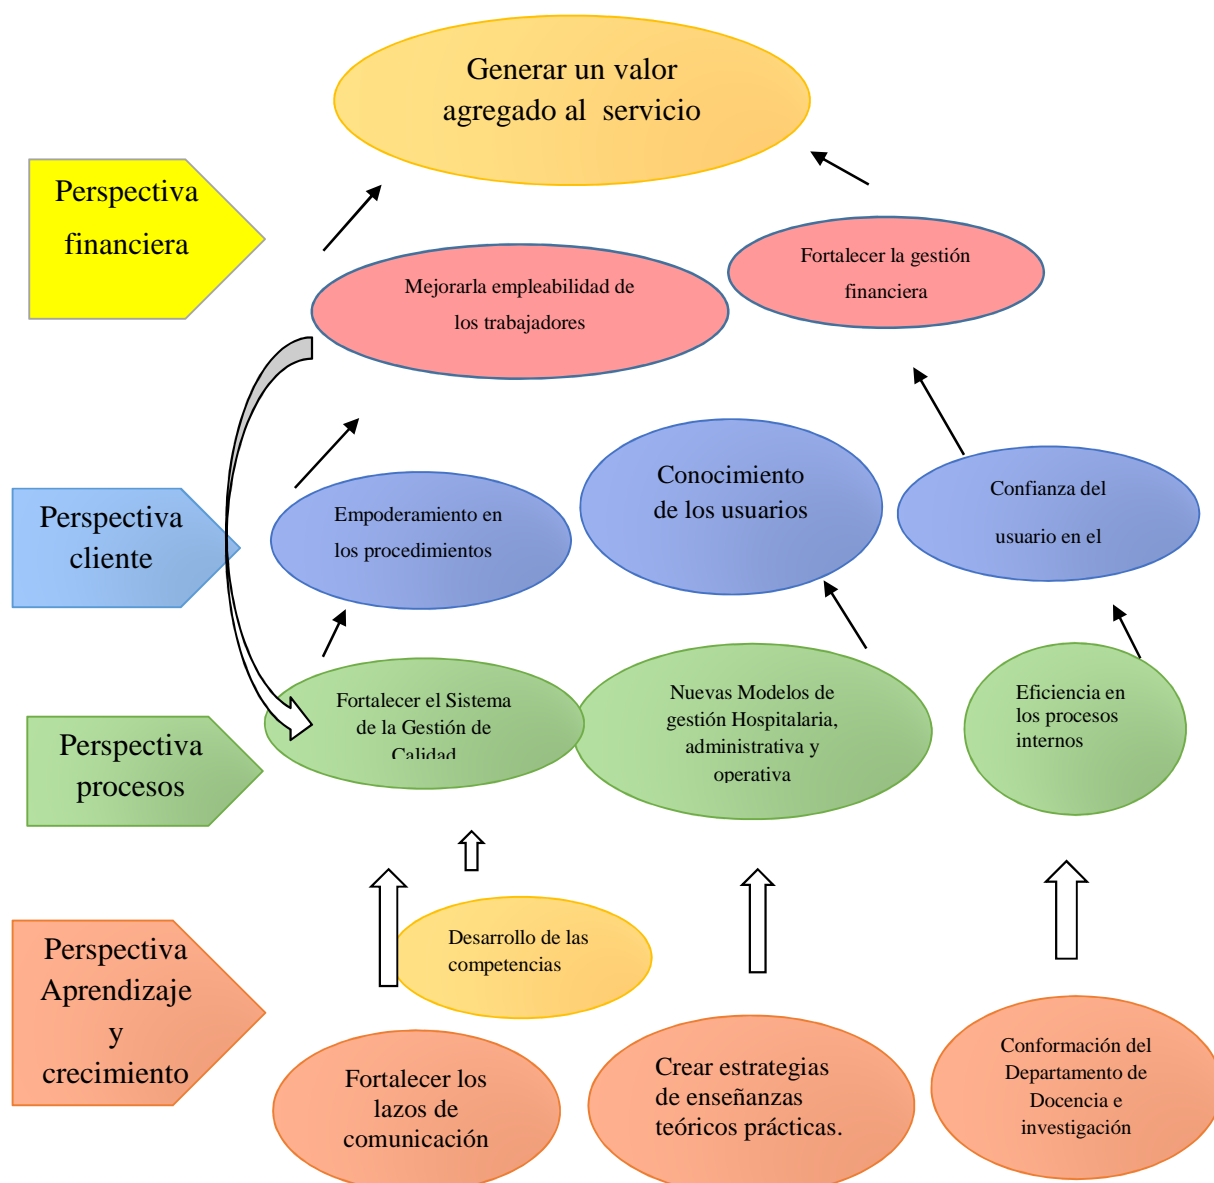 Generar un valor
agregado al servicio
Perspectiva
financiera
Mejorarla empleabilidad de
los trabajadores
Fortalecer la gestión
financiera
Perspectiva
cliente
Empoderamiento en
los procedimientos
Conocimiento
de los usuarios
Confianza del
usuario en el
Perspectiva
procesos
Fortalecer el Sistema
de la Gestión de
Calidad
Nuevas Modelos de
gestión Hospitalaria,
administrativa y
operativa
Eficiencia en
los procesos
internos
Perspectiva
Aprendizaje
y
crecimiento
Desarrollo de las
competencias
Fortalecer los
lazos de
comunicación
Crear estrategias
de enseñanzas
teóricos prácticas.
Conformación del
Departamento de
Docencia e
investigación